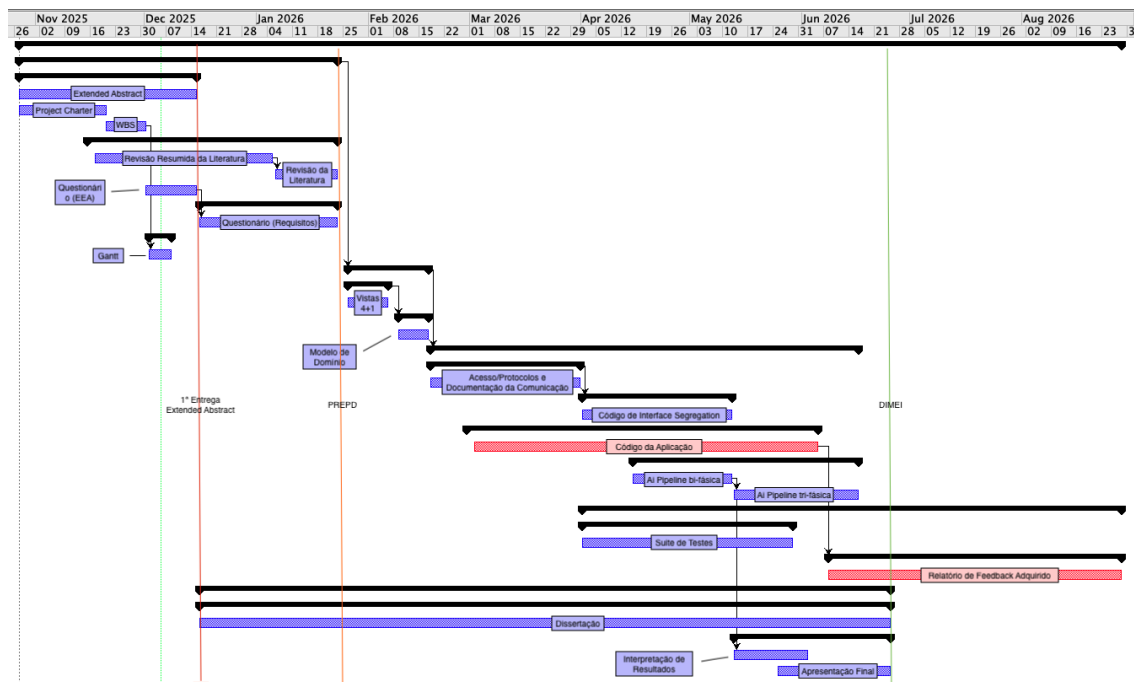 Nov 2025 Dec 2025 Jan 2026 Feb 2026 Mar 2026 Apr 2026 May 2026 Jun 2026 Jul 2026 Aug 2026
26 02 09 16 23 30 07 14 21 28 04 11 18 25 01 08 15 22 01 08 15 22 29 05 12 19 26 03 10 17 24 31 07 14 21 28 05 12 19 26 02 09 16 23 3
Extended Abstract
Project Charter
WBS
Revisão Resumida da Literatura
Revisão da
Literatura
Questionári
o (EEA)
Questionário (Requisitos)
Gantt
Vistas
4+1
Modelo de
Domínio
Acesso/Protocolos e
Documentação da Comunicação
1ª Entrega
Extended Abstract
PREPD
DIMEI
Código de Interface Segregation
Código da Aplicação
Ai Pipeline bi-fásica
Ai Pipeline tri-fásica
Suite de Testes
Relatório de Feedback Adquirido
Dissertação
Interpretação de
Resultados
Apresentação Final